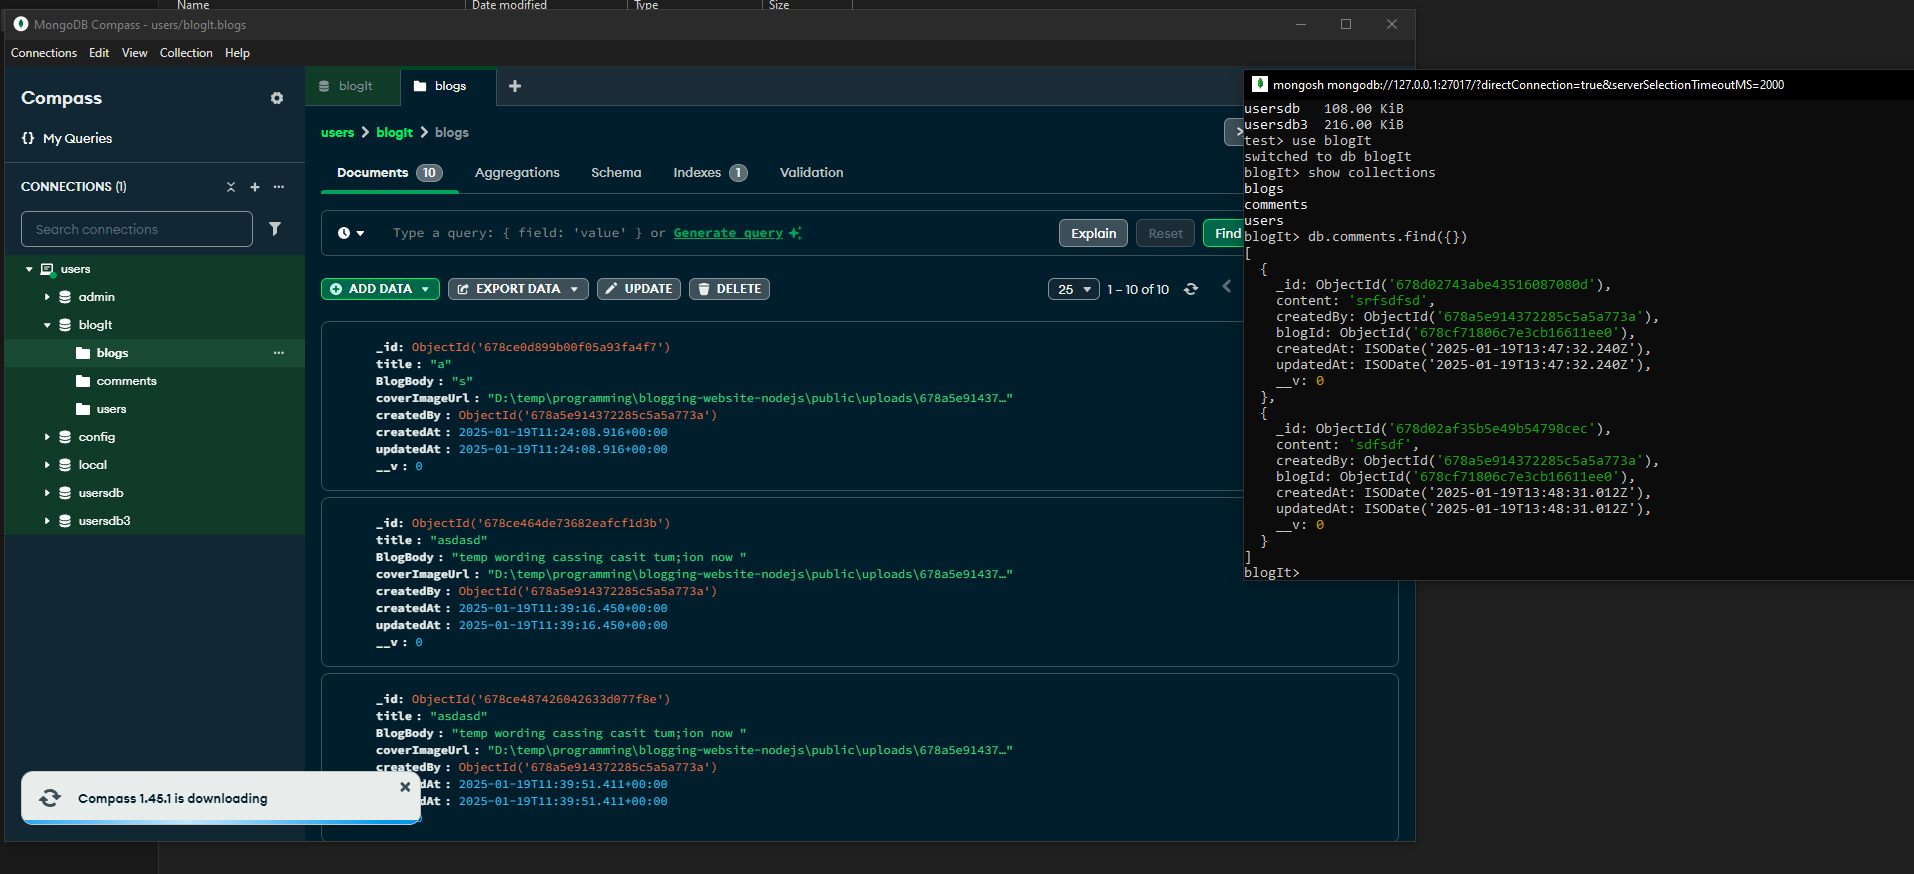 Name Date modified Type Size
MongoDB Compass - users/blogIt.blogs
Connections Edit View Collection Help
Compass
{} My Queries
CONNECTIONS (1)
Search connections
users
admin
blogIt
blogs
comments
users
config
local
usersdb
usersdb3
blogIt blogs
users > blogIt > blogs
Documents 10 Aggregations Schema Indexes 1 Validation
Type a query: { field: 'value' } or Generate query
Explain Reset Find
ADD DATA EXPORT DATA UPDATE DELETE
25 1 – 10 of 10
_id: ObjectId('678ce0d899b00f05a93fa4f7')
title : "a"
BlogBody : "s"
coverImageUrl : "D:\temp\programming\blogging-website-nodejs\public\uploads\678a5e91437…"
createdBy : ObjectId('678a5e914372285c5a5a773a')
createdAt : 2025-01-19T11:24:08.916+00:00
updatedAt : 2025-01-19T11:24:08.916+00:00
__v : 0
_id: ObjectId('678ce464de73682eafcf1d3b')
title : "asdasd"
BlogBody : "temp wording cassing casit tum;ion now "
coverImageUrl : "D:\temp\programming\blogging-website-nodejs\public\uploads\678a5e91437…"
createdBy : ObjectId('678a5e914372285c5a5a773a')
createdAt : 2025-01-19T11:39:16.450+00:00
updatedAt : 2025-01-19T11:39:16.450+00:00
__v : 0
_id: ObjectId('678ce487426042633d077f8e')
title : "asdasd"
BlogBody : "temp wording cassing casit tum;ion now "
coverImageUrl : "D:\temp\programming\blogging-website-nodejs\public\uploads\678a5e91437…"
createdBy : ObjectId('678a5e914372285c5a5a773a')
dAt : 2025-01-19T11:39:51.411+00:00
dAt : 2025-01-19T11:39:51.411+00:00
Compass 1.45.1 is downloading
mongosh mongodb://127.0.0.1:27017/?directConnection=true&serverSelectionTimeoutMS=2000
usersdb 108.00 KiB
usersdb3 216.00 KiB
test> use blogIt
switched to db blogIt
blogIt> show collections
blogs
comments
users
blogIt> db.comments.find({})
[
{
_id: ObjectId('678d02743abe43516087080d'),
content: 'srfsdfsd',
createdBy: ObjectId('678a5e914372285c5a5a773a'),
blogId: ObjectId('678cf71806c7e3cb16611ee0'),
createdAt: ISODate('2025-01-19T13:47:32.240Z'),
updatedAt: ISODate('2025-01-19T13:47:32.240Z'),
__v: 0
},
{
_id: ObjectId('678d02af35b5e49b54798cec'),
content: 'sdfsdf',
createdBy: ObjectId('678a5e914372285c5a5a773a'),
blogId: ObjectId('678cf71806c7e3cb16611ee0'),
createdAt: ISODate('2025-01-19T13:48:31.012Z'),
updatedAt: ISODate('2025-01-19T13:48:31.012Z'),
__v: 0
}
]
blogIt>